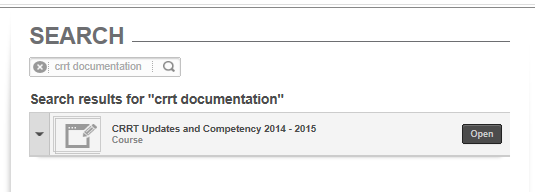 SEARCH
crrt documentation
Search results for "crrt documentation"
CRRT Updates and Competency 2014 - 2015
Course
Open